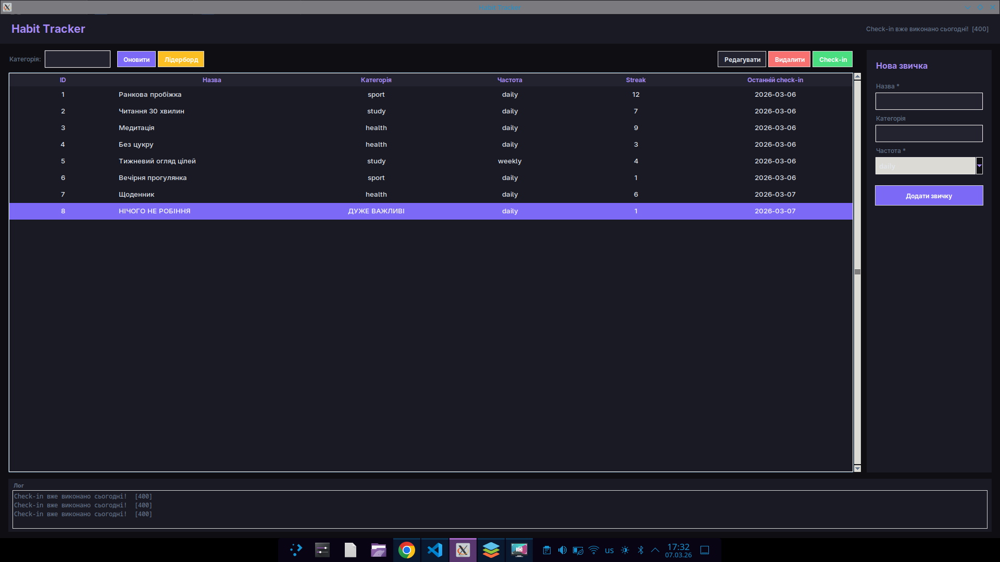 Habit Tracker
Habit Tracker
Check-in вже виконано сьогодні! [400]
Категорія: Оновити Лідерборд Редагувати Видалити Check-in
ID Назва Категорія Частота Streak Останній check-in
1 Ранкова пробіжка sport daily 12 2026-03-06
2 Читання 30 хвилин study daily 7 2026-03-06
3 Медитація health daily 9 2026-03-06
4 Без цукру health daily 3 2026-03-06
5 Тижневий огляд цілей study weekly 4 2026-03-06
6 Вечірня прогулянка sport daily 1 2026-03-06
7 Щоденник health daily 6 2026-03-07
8 НІЧОГО НЕ РОБІННЯ ДУЖЕ ВАЖЛИВІ daily 1 2026-03-07
Нова звичка
Назва *
Категорія
Частота *
daily
Додати звичку
Лог
Check-in вже виконано сьогодні! [400]
Check-in вже виконано сьогодні! [400]
Check-in вже виконано сьогодні! [400]
us
17:32
07.03.26